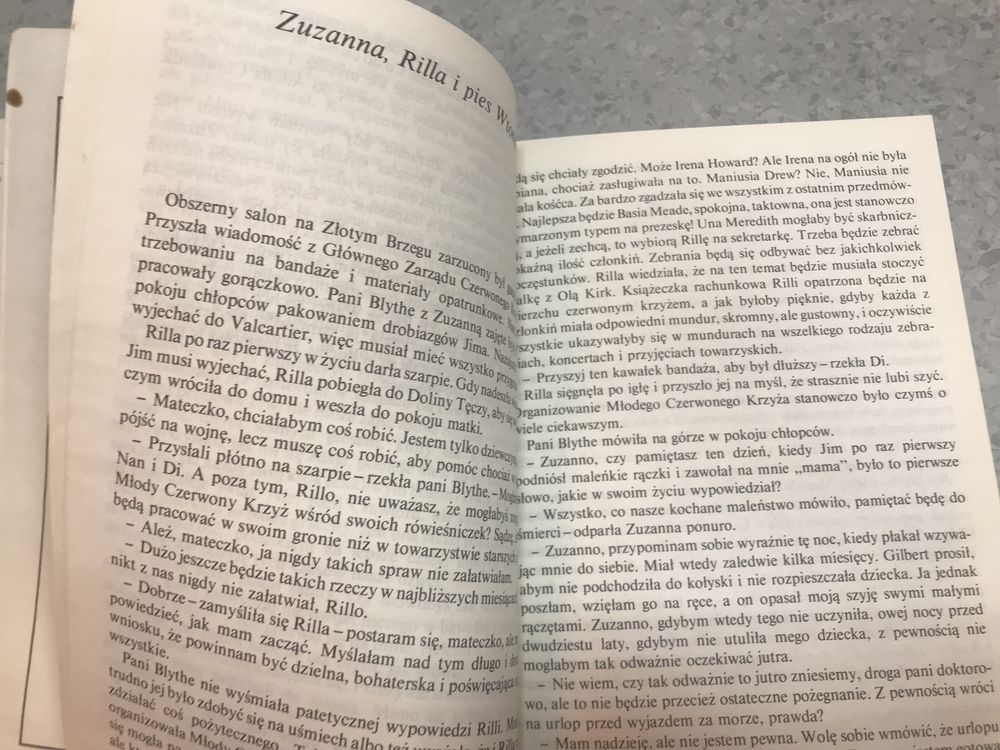 Zuzanna, Rilla i pies
Obszerny salon na Złotym Brzegu zarzucony był
Przyszła wiadomość z Głównego Zarządu Czerwonego
trzebowaniu na bandaże i materiały opatrunkowe,
pracowały gorączkowo. Pani Blythe z Zuzanną zajęte
pokoju chłopców pakowaniem drobiazgów Jima.
wyjechać do Valcartier, więc musiał mieć wszystko
Rilla po raz pierwszy w życiu darła szarpie. Gdy nadeszła
Jim musi wyjechać, Rilla pobiegła do Doliny Tęczy, aby się
czym wróciła do domu i weszła do pokoju matki.
– Mateczko, chciałabym coś robić. Jestem tylko
pójść na wojnę, lecz muszę coś robić, aby pomóc chociaż
– Przysłali płótno na szarpie – rzekła pani Blythe. –
Nan i Di. A poza tym, Rillo, nie uważasz, że mogłabyś
Młody Czerwony Krzyż wśród swoich rówieśniczek? Sądzę,
będą pracować w swoim gronie niż w towarzystwie starszych
– Ależ, mateczko, ja nigdy takich spraw nie załatwiałam.
– Dużo jeszcze będzie takich rzeczy w najbliższych
nikt z nas nigdy nie załatwiał, Rillo.
– Dobrze – zamyśliła się Rilla – postaram się, mateczko, ale
powiedzieć, jak mam zacząć. Myślałam nad tym długo i
wniosku, że powinnam być dzielna, bohaterska i poświęcająca
wszystkie.
Pani Blythe nie wyśmiała patetycznej wypowiedzi Rilli.
trudno jej było zdobyć się na uśmiech albo też
zdziałać coś pożytecznego.
organizowała Młody
się mogła na
się chciały zgodzić. Może Irena Howard? Ale Irena na ogół nie była
chociaż zasługiwała na to. Maniusia Drew? Nie, Maniusia nie
kośćca. Za bardzo zgadzała się we wszystkim z ostatnim przedmów-
Najlepsza będzie Basia Meade, spokojna, taktowna, ona jest stanowczo
wymarzonym typem na prezeskę! Una Meredith mogłaby być skarbnicz-
a jeżeli zechcą, to wybiorą Rillę na sekretarkę. Trzeba będzie zebrać
pokaźną ilość członkiń. Zebrania będą się odbywać bez jakichkolwiek
poczęstunków. Rilla wiedziała, że na ten temat będzie musiała stoczyć
walkę z Olą Kirk. Książeczka rachunkowa Rilli opatrzona będzie na
wierzchu czerwonym krzyżem, a jak byłoby pięknie, gdyby każda z
członkiń miała odpowiedni mundur, skromny, ale gustowny, i oczywiście
wszystkie ukazywałyby się w mundurach na wszelkiego rodzaju zebra-
niach, koncertach i przyjęciach towarzyskich.
– Przyszyj ten kawałek bandaża, aby był dłuższy – rzekła Di.
Rilla sięgnęła po igłę i przyszło jej na myśl, że strasznie nie lubi szyć.
Organizowanie Młodego Czerwonego Krzyża stanowczo było czymś o
wiele ciekawszym.
Pani Blythe mówiła na górze w pokoju chłopców.
– Zuzanno, czy pamiętasz ten dzień, kiedy Jim po raz pierwszy
podniósł maleńkie rączki i zawołał na mnie „mama”, było to pierwsze
słowo, jakie w swoim życiu wypowiedział?
– Wszystko, co nasze kochane maleństwo mówiło, pamiętać będę do
śmierci – odparła Zuzanna ponuro.
– Zuzanno, przypominam sobie wyraźnie tę noc, kiedy płakał wzywa-
jąc mnie do siebie. Miał wtedy zaledwie kilka miesięcy. Gilbert prosił,
abym nie podchodziła do kołyski i nie rozpieszczała dziecka. Ja jednak
poszłam, wzięłam go na ręce, a on opasał moją szyję swymi małymi
rączętami. Zuzanno, gdybym wtedy tego nie uczyniła, owej nocy przed
dwudziestu laty, gdybym nie utuliła mego dziecka, z pewnością nie
mogłabym tak odważnie oczekiwać jutra.
– Nie wiem, czy tak odważnie to jutro zniesiemy, droga pani doktoro-
wo, ale to nie będzie przecież ostateczne pożegnanie. Z pewnością wróci
na urlop przed wyjazdem za morze, prawda?
– Mam nadzieję, ale nie jestem pewna. Wolę sobie wmówić, że urlopu